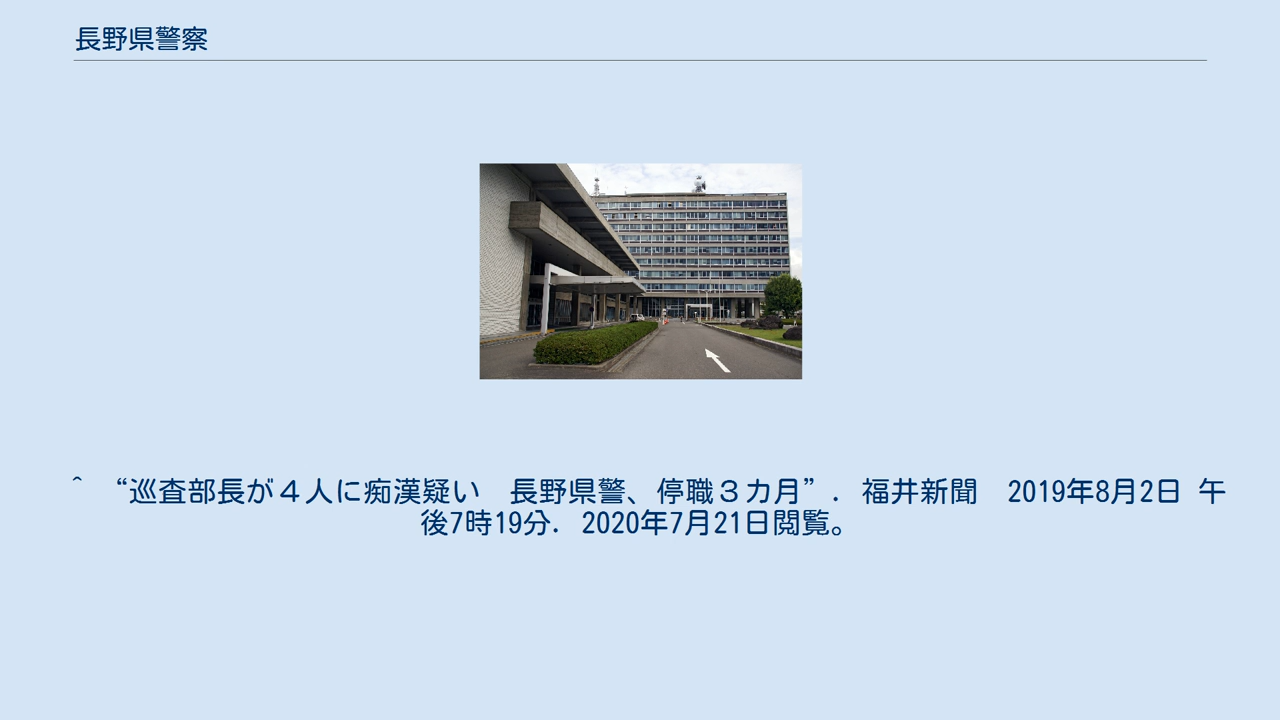 長野県警察
^ “巡査部長が４人に痴漢疑い　長野県警、停職３カ月”. 福井新聞　2019年8月2日 午
後7時19分. 2020年7月21日閲覧。